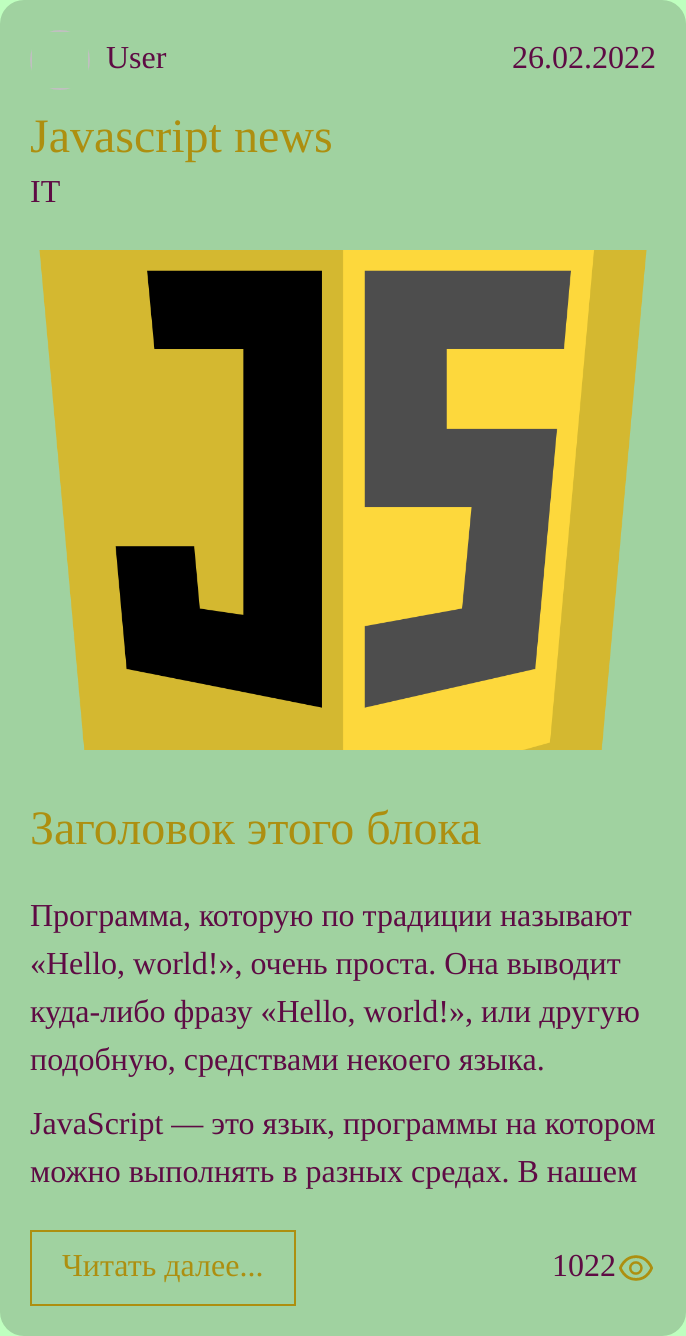 User 26.02.2022
Javascript news
IT
JS
Заголовок этого блока
Программа, которую по традиции называют
«Hello, world!», очень проста. Она выводит
куда-либо фразу «Hello, world!», или другую
подобную, средствами некоего языка.
JavaScript — это язык, программы на котором
можно выполнять в разных средах. В нашем
Читать далее...
1022